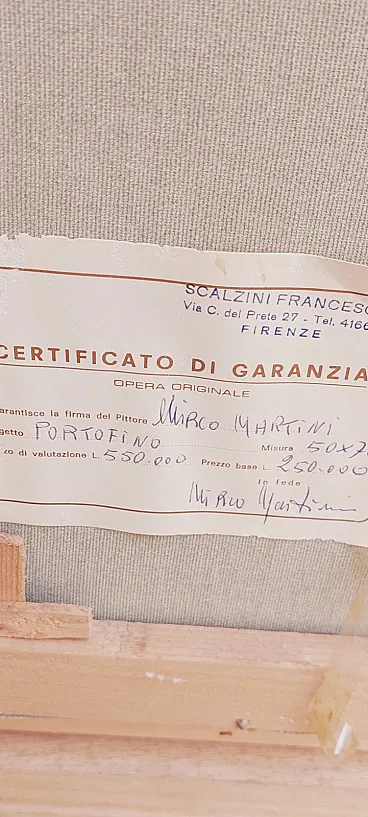 SCALZINI FRANCESC
Via C. del Prete 27 - Tel. 4166
FIRENZE
CERTIFICATO DI GARANZIA
OPERA ORIGINALE
arantisce la firma del Pittore Mirco MARTINI
getto PORTOFINO Misura 50x7
zo di valutazione L. 550.000 Prezzo base L. 250.000
In fede
Mirco Martini